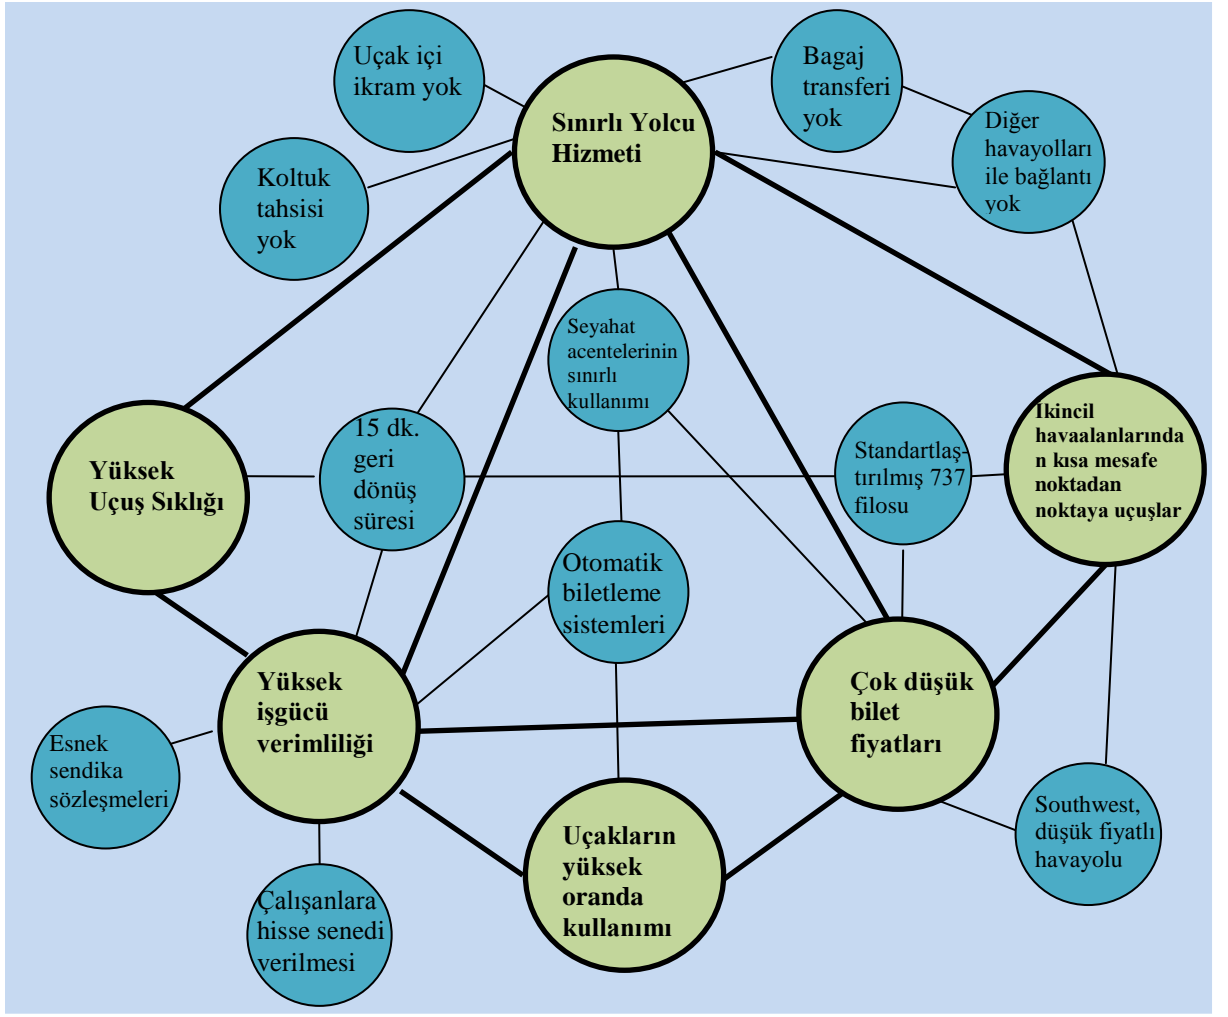 Uçak içi
ikram yok
Bagaj
transferi
yok
Sınırlı Yolcu
Hizmeti
Diğer
havayolları
ile bağlantı
yok
Koltuk
tahsisi
yok
Seyahat
acentelerinin
sınırlı
kullanımı
15 dk.
geri
dönüş
süresi
Yüksek
Uçuş Sıklığı
Standartlaş-
tırılmış 737
filosu
Ikincil
havaalanlarında
n kısa mesafe
noktadan
noktaya uçuşlar
Otomatik
biletleme
sistemleri
Yüksek
işgücü
verimliliği
Çok düşük
bilet
fiyatları
Esnek
sendika
sözleşmeleri
Southwest,
düşük fiyatlı
havayolu
Uçakların
yüksek
oranda
kullanımı
Çalışanlara
hisse senedi
verilmesi